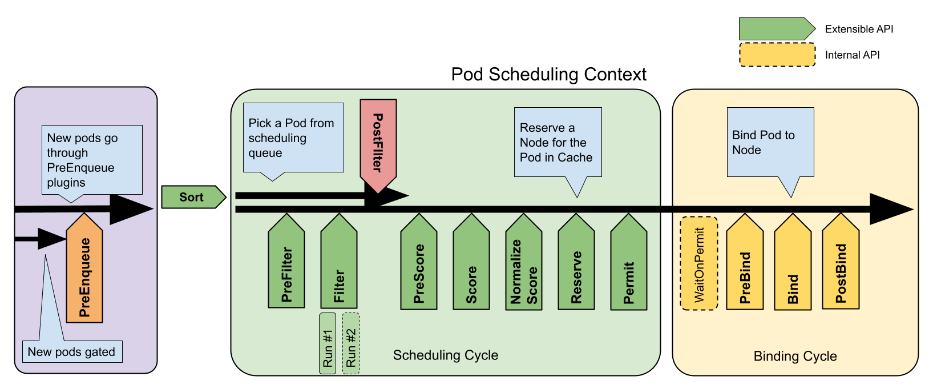 Extensible API
Internal API
Pod Scheduling Context
New pods go
through
PreEnqueue
plugins
PreEnqueue
New pods gated
Sort
Pick a Pod from
scheduling
queue
PostFilter
Reserve a
Node for the
Pod in Cache
PreFilter
Filter
Run #1
Run #2
PreScore
Score
Normalize
Score
Reserve
Permit
Scheduling Cycle
Bind Pod to
Node
WaitOnPermit
PreBind
Bind
PostBind
Binding Cycle